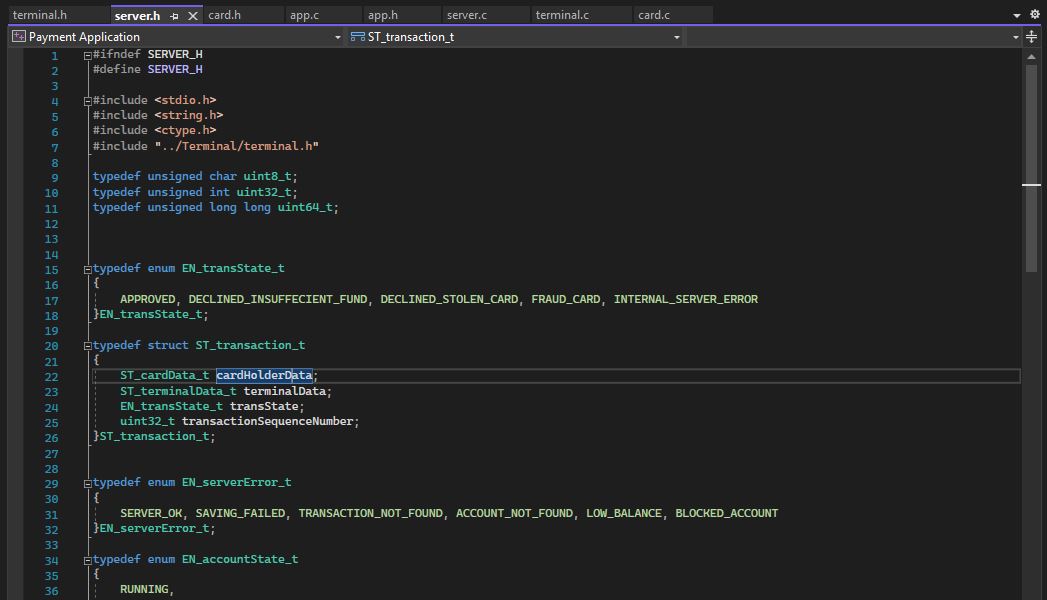 terminal.h server.h card.h app.c app.h server.c terminal.c card.c
Payment Application ST_transaction_t
1 #ifndef SERVER_H
2 #define SERVER_H
3
4 #include <stdio.h>
5 #include <string.h>
6 #include <ctype.h>
7 #include "../Terminal/terminal.h"
8
9 typedef unsigned char uint8_t;
10 typedef unsigned int uint32_t;
11 typedef unsigned long long uint64_t;
12
13
14
15 typedef enum EN_transState_t
16 {
17 APPROVED, DECLINED_INSUFFECIENT_FUND, DECLINED_STOLEN_CARD, FRAUD_CARD, INTERNAL_SERVER_ERROR
18 }EN_transState_t;
19
20 typedef struct ST_transaction_t
21 {
22 ST_cardData_t cardHolderData;
23 ST_terminalData_t terminalData;
24 EN_transState_t transState;
25 uint32_t transactionSequenceNumber;
26 }ST_transaction_t;
27
28
29 typedef enum EN_serverError_t
30 {
31 SERVER_OK, SAVING_FAILED, TRANSACTION_NOT_FOUND, ACCOUNT_NOT_FOUND, LOW_BALANCE, BLOCKED_ACCOUNT
32 }EN_serverError_t;
33
34 typedef enum EN_accountState_t
35 {
36 RUNNING,